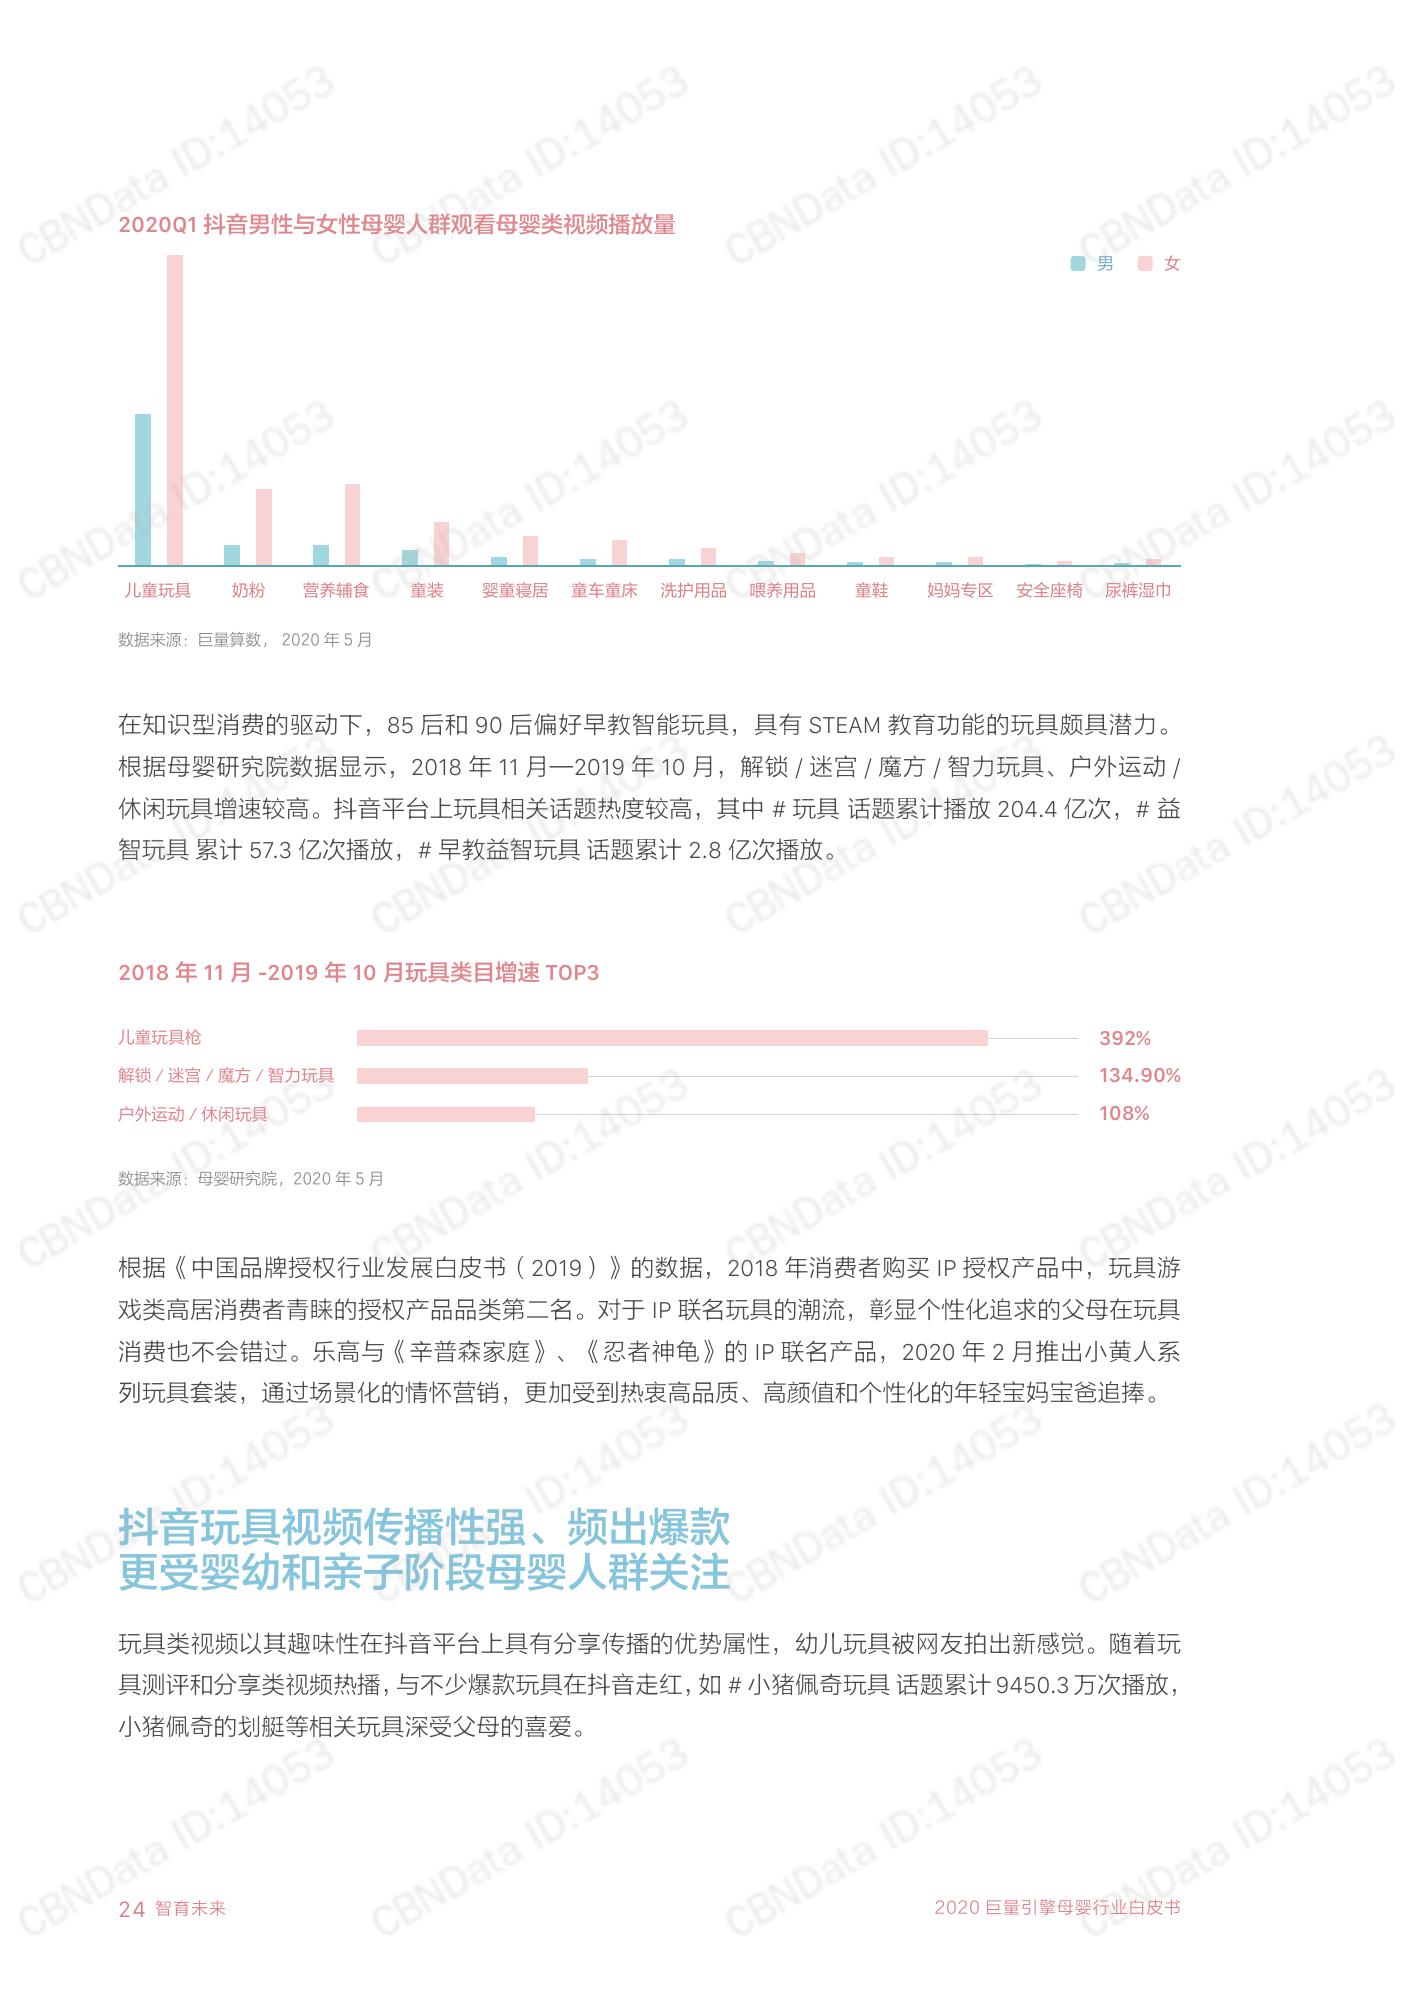 2020Q1 抖音男性与女性母婴人群观看母婴类视频播放量
男 女
儿童玩具 奶粉 营养辅食 童装 婴童寝居 童车童床 洗护用品 喂养用品 童鞋 妈妈专区 安全座椅 尿裤湿巾
数据来源：巨量算数， 2020 年 5 月
在知识型消费的驱动下，85 后和 90 后偏好早教智能玩具，具有 STEAM 教育功能的玩具颇具潜力。
根据母婴研究院数据显示，2018 年 11 月—2019 年 10 月，解锁 / 迷宫 / 魔方 / 智力玩具、户外运动 /
休闲玩具增速较高。抖音平台上玩具相关话题热度较高，其中 # 玩具 话题累计播放 204.4 亿次，# 益
智玩具 累计 57.3 亿次播放，# 早教益智玩具 话题累计 2.8 亿次播放。
2018 年 11 月 -2019 年 10 月玩具类目增速 TOP3
儿童玩具枪 392%
解锁 / 迷宫 / 魔方 / 智力玩具 134.90%
户外运动 / 休闲玩具 108%
数据来源：母婴研究院，2020 年 5 月
根据《中国品牌授权行业发展白皮书（2019）》的数据，2018 年消费者购买 IP 授权产品中，玩具游
戏类高居消费者青睐的授权产品品类第二名。对于 IP 联名玩具的潮流，彰显个性化追求的父母在玩具
消费也不会错过。乐高与《辛普森家庭》、《忍者神龟》的 IP 联名产品，2020 年 2 月推出小黄人系
列玩具套装，通过场景化的情怀营销，更加受到热衷高品质、高颜值和个性化的年轻宝妈宝爸追捧。
抖音玩具视频传播性强、频出爆款
更受婴幼和亲子阶段母婴人群关注
玩具类视频以其趣味性在抖音平台上具有分享传播的优势属性，幼儿玩具被网友拍出新感觉。随着玩
具测评和分享类视频热播，与不少爆款玩具在抖音走红，如 # 小猪佩奇玩具 话题累计 9450.3 万次播放，
小猪佩奇的划艇等相关玩具深受父母的喜爱。
24 智育未来
2020 巨量引擎母婴行业白皮书
CBNData ID:14053